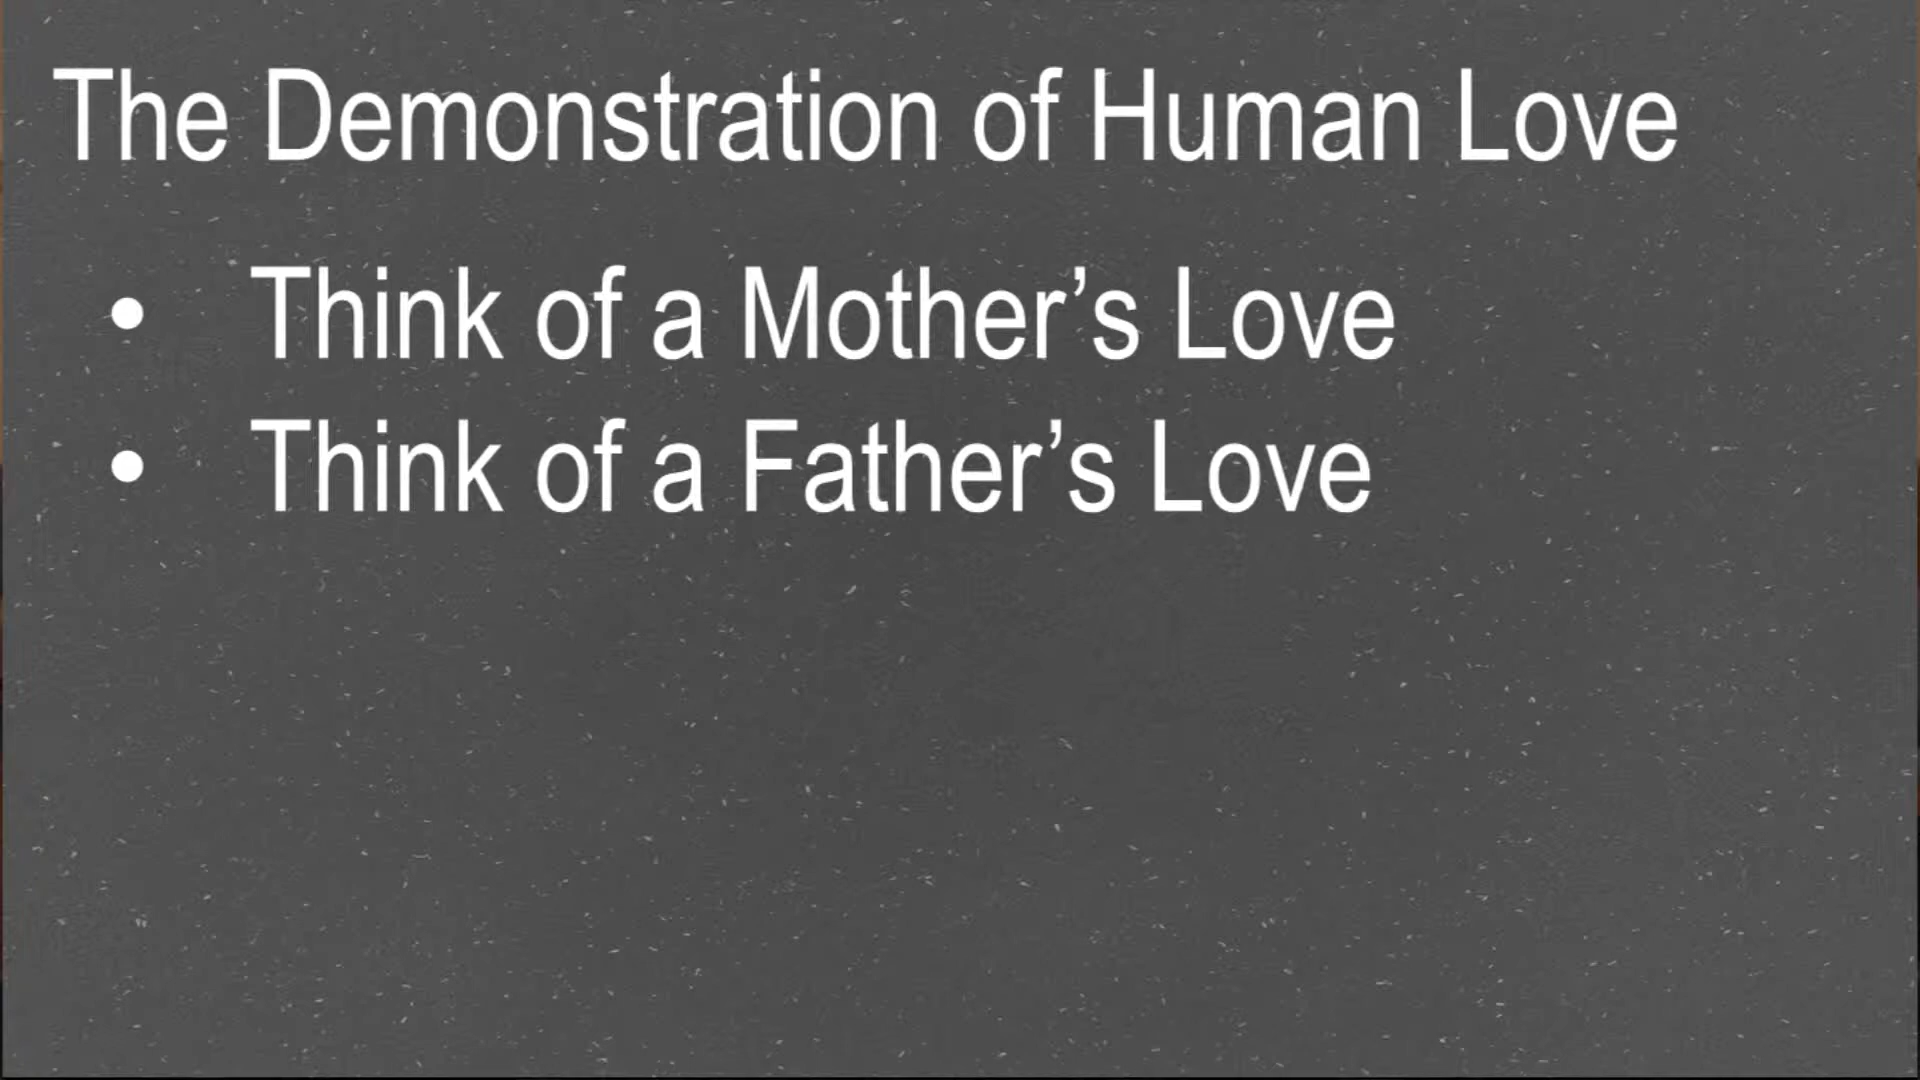 The Demonstration of Human Love
• Think of a Mother’s Love
• Think of a Father’s Love